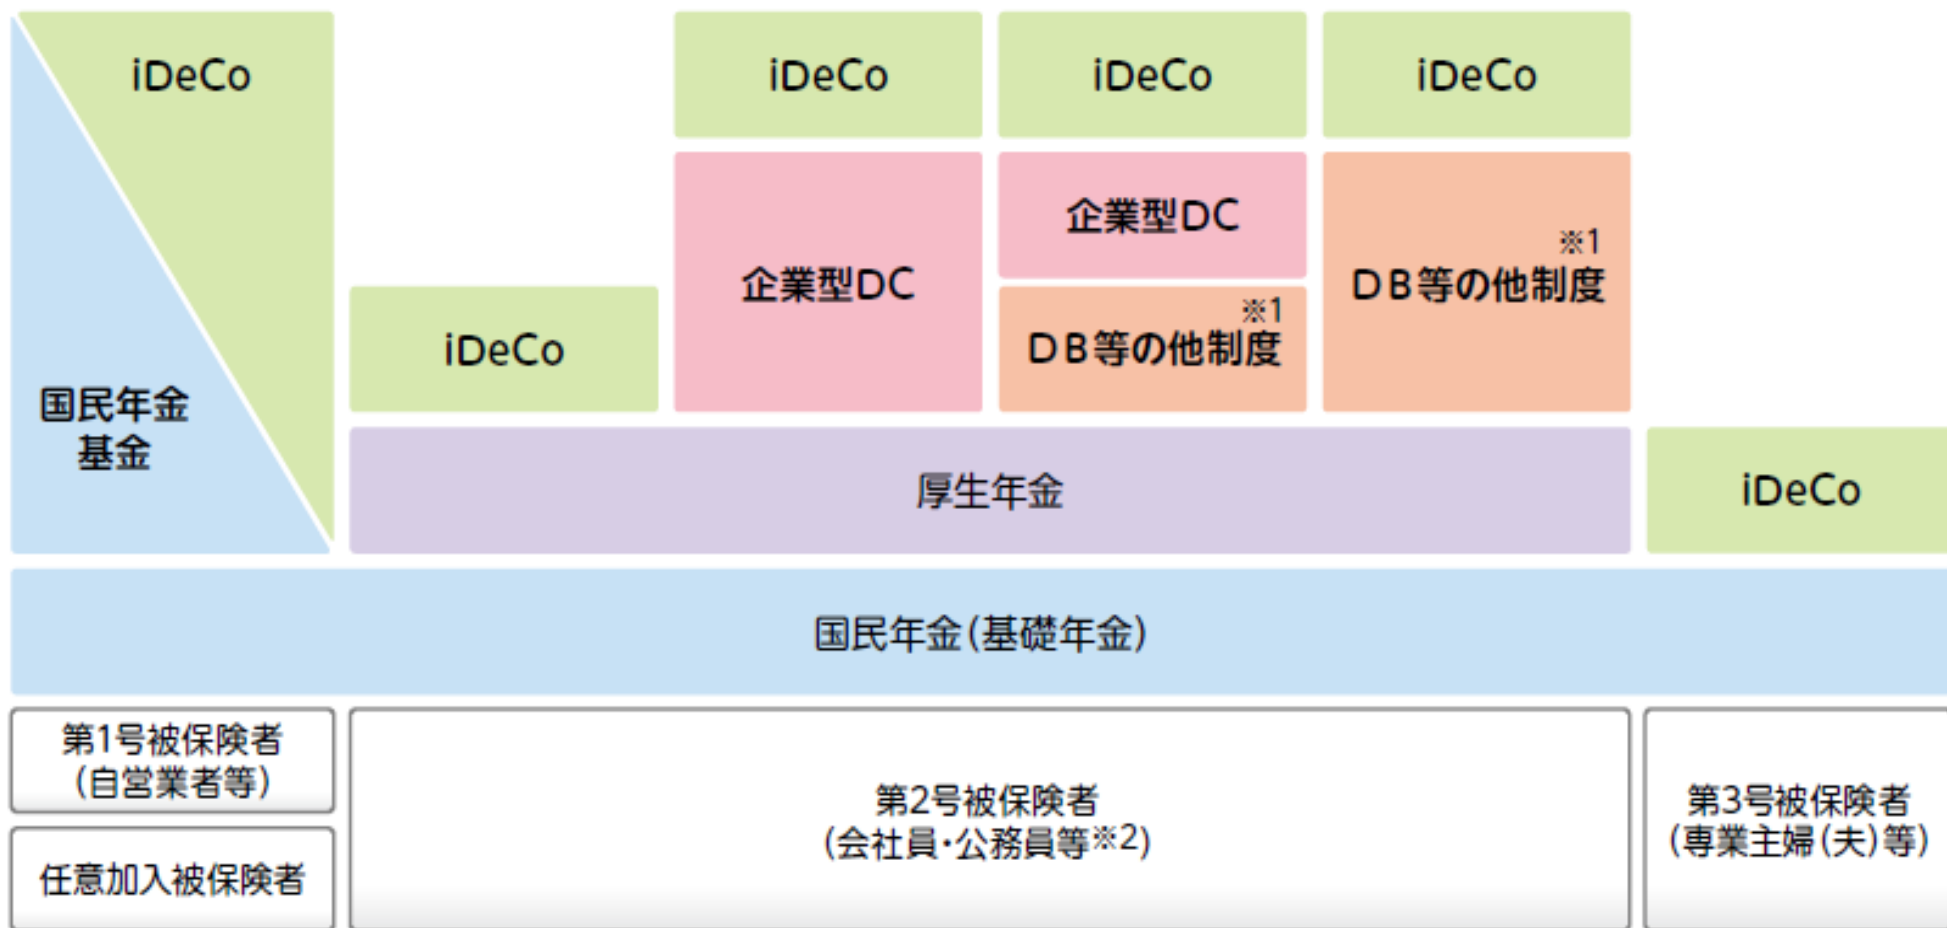 iDeCo
iDeCo
iDeCo
iDeCo
企業型DC
※1
企業型DC
※1
DB等の他制度
DB等の他制度
iDeCo
国民年金
基金
厚生年金
iDeCo
国民年金(基礎年金)
第1号被保険者
(自営業者等)
任意加入被保険者
第2号被保険者
(会社員・公務員等※2)
第3号被保険者
(専業主婦(夫)等)